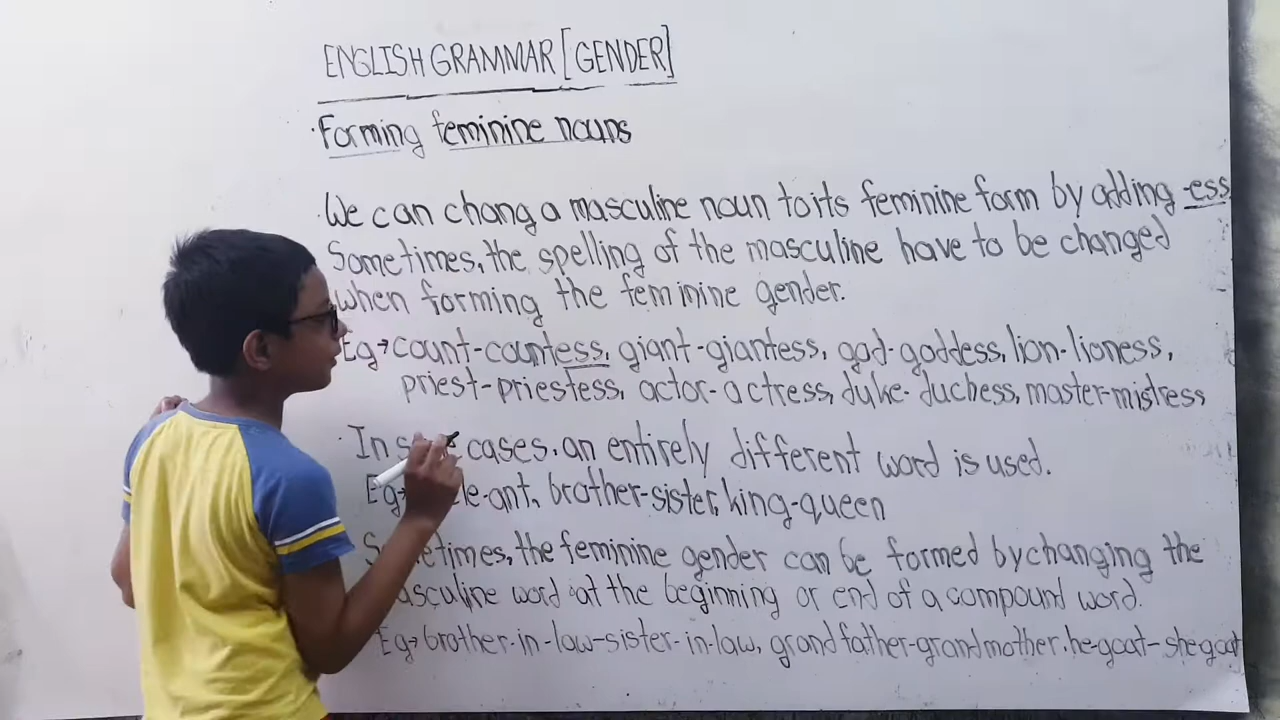 ENGLISH GRAMMAR [GENDER]
·Forming feminine nouns
·We can chang a masculine noun to its feminine form by adding -ess
Sometimes, the spelling of the masculine have to be changed
when forming the feminine gender.
Eg→count-countess, giant-giantess, god-goddess, lion-lioness,
priest-priestess, actor-actress, duke-duchess, master-mistress
·In cases, an entirely different word is used.
Eg→ -ant, brother-sister, king-queen
the feminine gender can be formed by changing the
word at the beginning or end of a compound word.
Eg→brother-in-law-sister-in-law, grandfather-grandmother, he-goat-she-goat